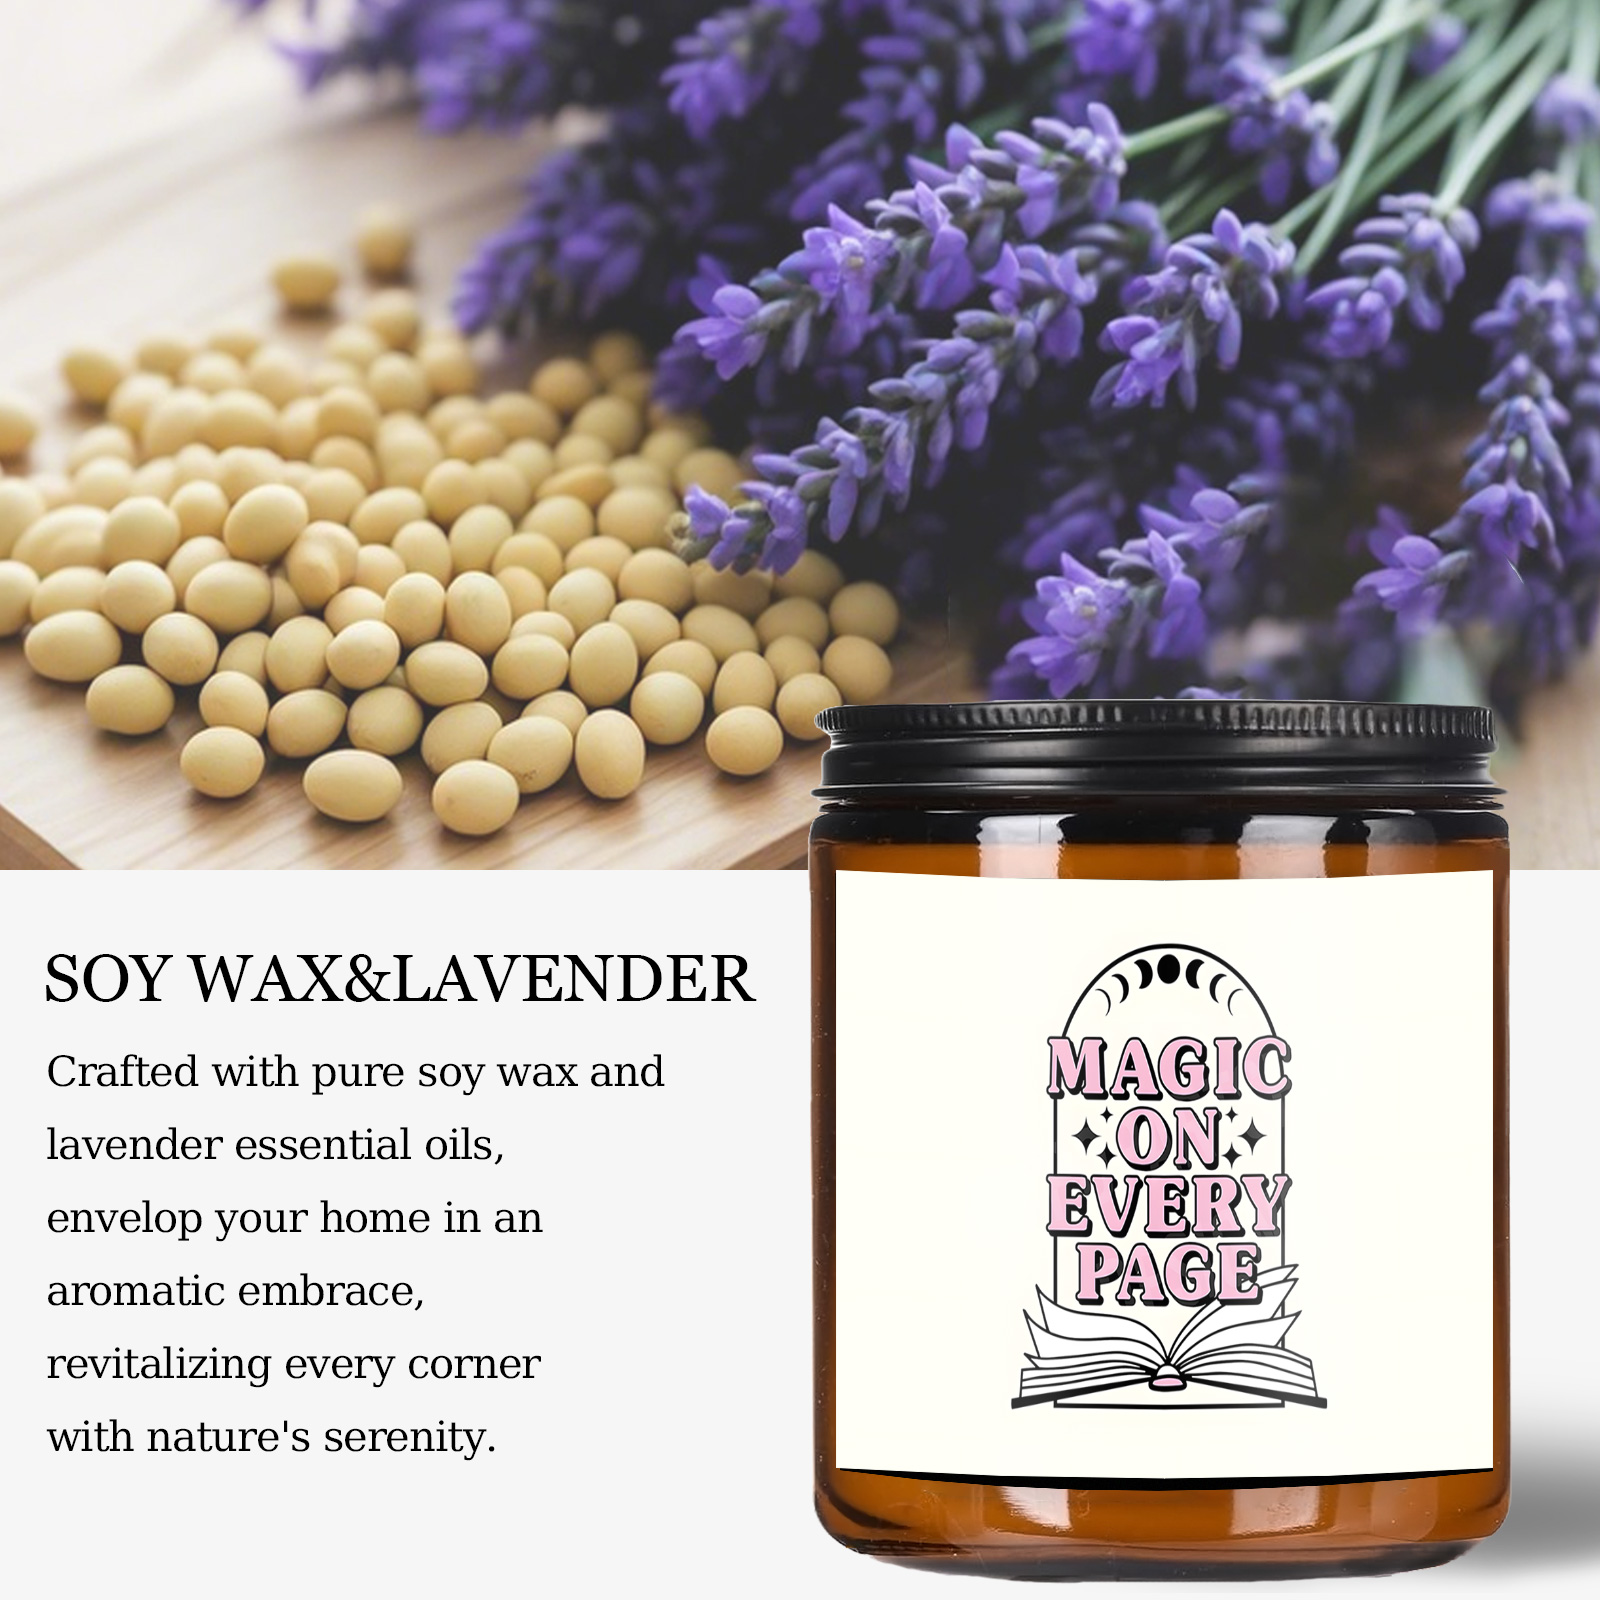 SOY WAX&LAVENDER
Crafted with pure soy wax and
lavender essential oils,
envelop your home in an
aromatic embrace,
revitalizing every corner
with nature's serenity.
MAGIC
ON
EVERY
PAGE